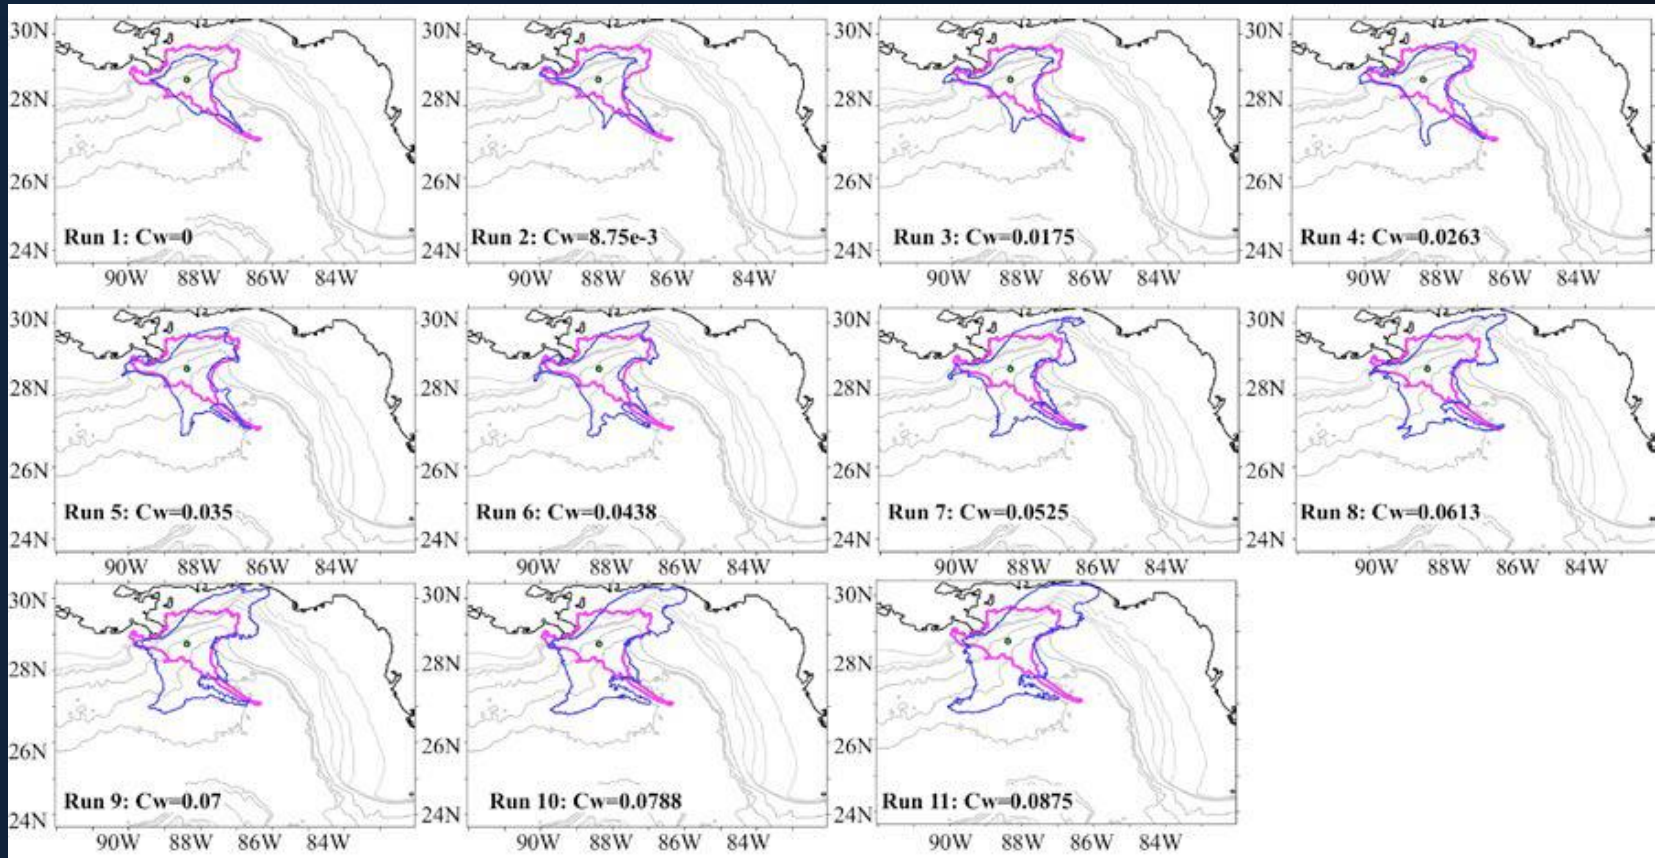 30N 30N 30N 30N
28N 28N 28N 28N
26N 26N 26N 26N
Run 1: Cw=0 Run 2: Cw=8.75e-3 Run 3: Cw=0.0175 Run 4: Cw=0.0263
24N 24N 24N 24N
90W 88W 86W 84W 90W 88W 86W 84W 90W 88W 86W 84W 90W 88W 86W 84W
30N 30N 30N 30N
28N 28N 28N 28N
26N 26N 26N 26N
Run 5: Cw=0.035 Run 6: Cw=0.0438 Run 7: Cw=0.0525 Run 8: Cw=0.0613
24N 24N 24N 24N
90W 88W 86W 84W 90W 88W 86W 84W 90W 88W 86W 84W 90W 88W 86W 84W
30N 30N 30N
28N 28N 28N
26N 26N 26N
Run 9: Cw=0.07 Run 10: Cw=0.0788 Run 11: Cw=0.0875
24N 24N 24N
90W 88W 86W 84W 90W 88W 86W 84W 90W 88W 86W 84W